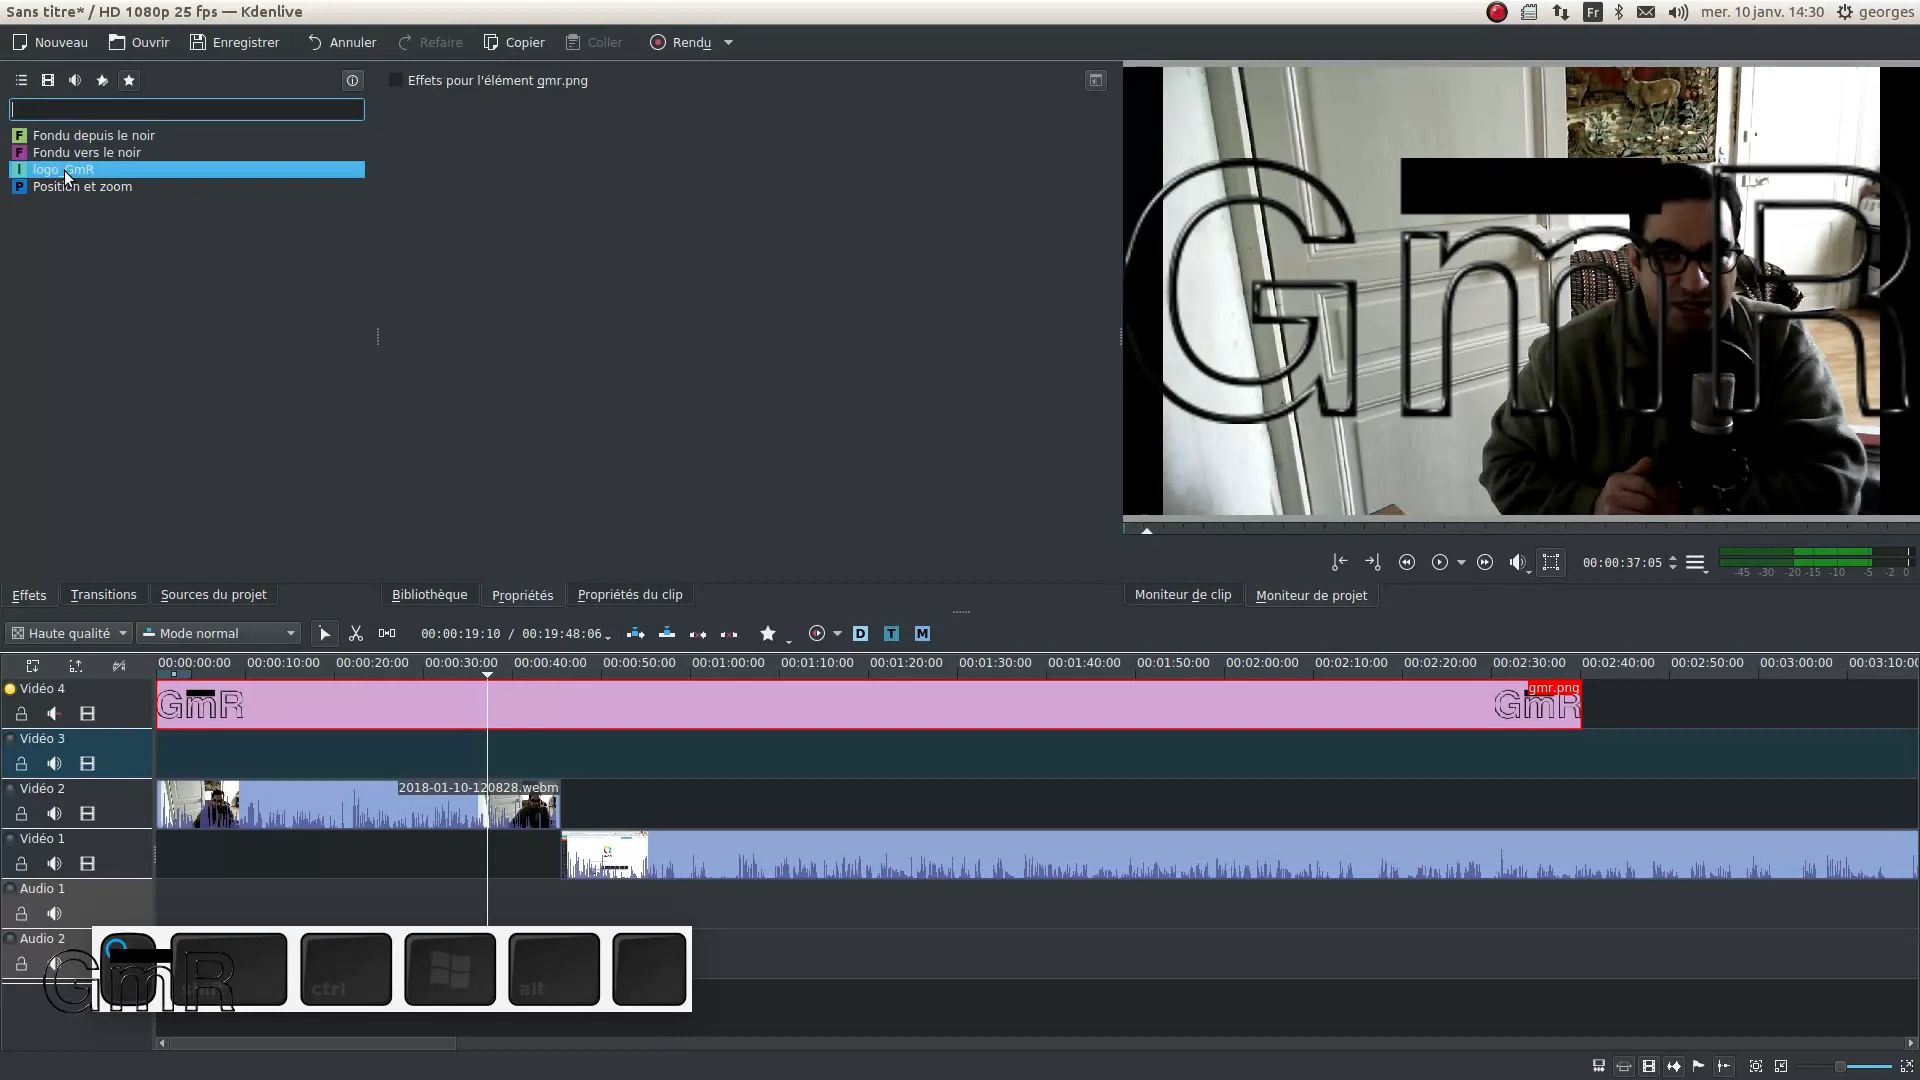 Sans titre* / HD 1080p 25 fps — Kdenlive
Fr
mer. 10 janv. 14:30
georges
Nouveau
Ouvrir
Enregistrer
Annuler
Refaire
Copier
Coller
Rendu
Effets pour l'élément gmr.png
F Fondu depuis le noir
F Fondu vers le noir
I logo_GmR
P Position et zoom
GmR
00:00:37:05
-45 -30 -20 -15 -10 -5 -2 0
Effets
Transitions
Sources du projet
Bibliothèque
Propriétés
Propriétés du clip
Moniteur de clip
Moniteur de projet
Haute qualité
Mode normal
00:00:19:10 / 00:19:48:06
D
T
M
00:00:00:00 00:00:10:00 00:00:20:00 00:00:30:00 00:00:40:00 00:00:50:00 00:01:00:00 00:01:10:00 00:01:20:00 00:01:30:00 00:01:40:00 00:01:50:00 00:02:00:00 00:02:10:00 00:02:20:00 00:02:30:00 00:02:40:00 00:02:50:00 00:03:00:00 00:03:10:00
Vidéo 4
GmR
gmr.png
GmR
Vidéo 3
Vidéo 2
2018-01-10-120828.webm
Vidéo 1
Audio 1
Audio 2
GmR
shift
ctrl
alt